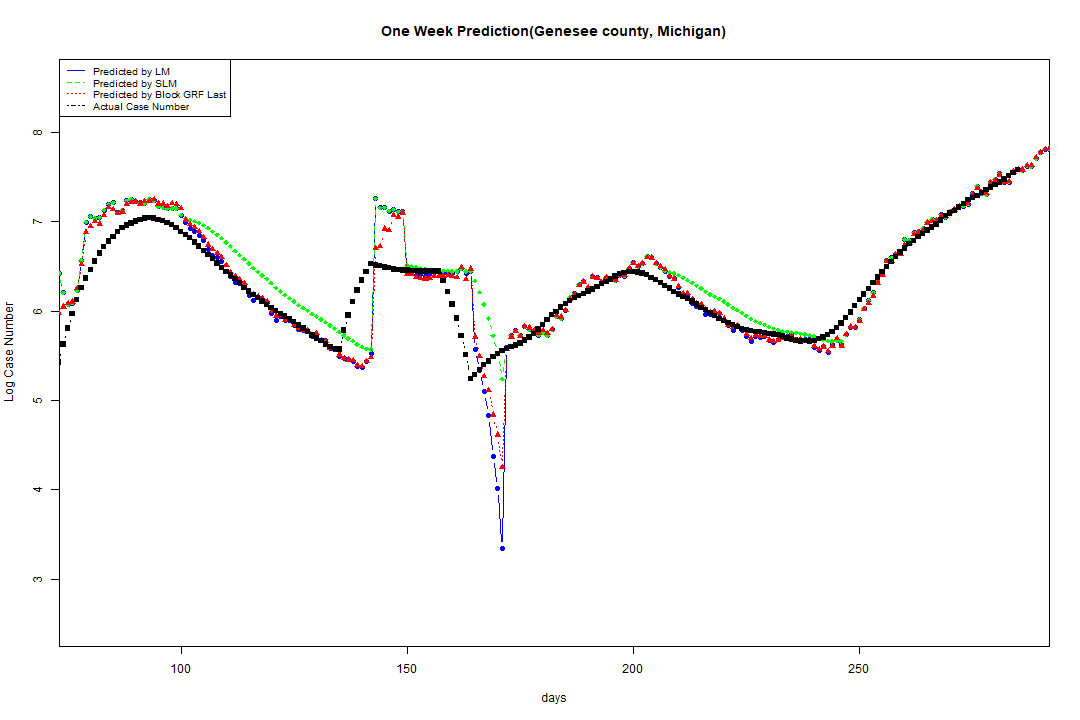 One Week Prediction(Genesee county, Michigan)
Predicted by LM
Predicted by SLM
Predicted by Block GRF Last
Actual Case Number
8
7
6
5
4
3
Log Case Number
100 150 200 250
days